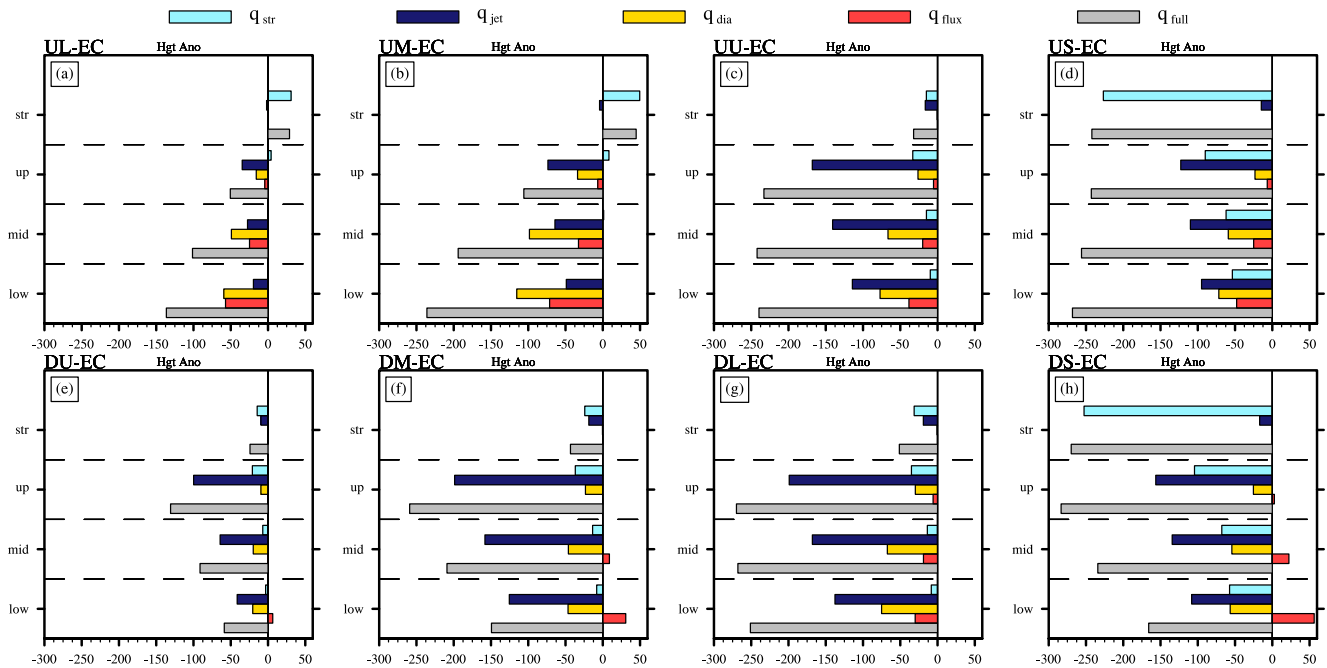 q str q jet q dia q flux q full
UL-EC Hgt Ano UM-EC Hgt Ano UU-EC Hgt Ano US-EC Hgt Ano
(a) (b) (c) (d)
str str str str
up up up up
mid mid mid mid
low low low low
-300 -250 -200 -150 -100 -50 0 50 -300 -250 -200 -150 -100 -50 0 50 -300 -250 -200 -150 -100 -50 0 50 -300 -250 -200 -150 -100 -50 0 50
DU-EC Hgt Ano DM-EC Hgt Ano DL-EC Hgt Ano DS-EC Hgt Ano
(e) (f) (g) (h)
str str str str
up up up up
mid mid mid mid
low low low low
-300 -250 -200 -150 -100 -50 0 50 -300 -250 -200 -150 -100 -50 0 50 -300 -250 -200 -150 -100 -50 0 50 -300 -250 -200 -150 -100 -50 0 50